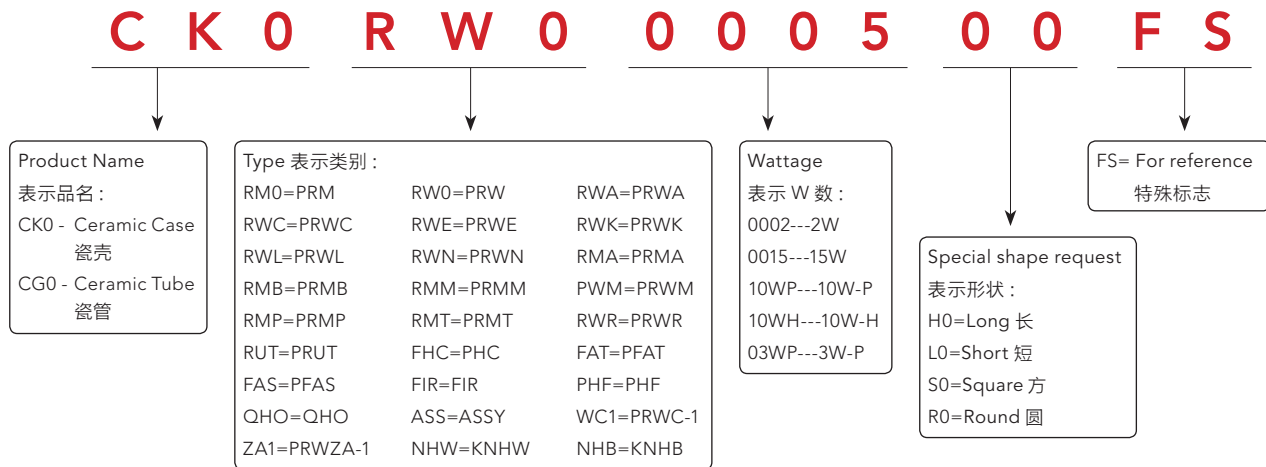 C K 0 R W 0 0 0 0 5 0 0 F S
Product Name
表示品名 :
CK0 - Ceramic Case
瓷壳
CG0 - Ceramic Tube
瓷管
Type 表示类别 :
RM0=PRM RW0=PRW RWA=PRWA
RWC=PRWC RWE=PRWE RWK=PRWK
RWL=PRWL RWN=PRWN RMA=PRMA
RMB=PRMB RMM=PRMM PWM=PRWM
RMP=PRMP RMT=PRMT RWR=PRWR
RUT=PRUT FHC=PHC FAT=PFAT
FAS=PFAS FIR=FIR PHF=PHF
QHO=QHO ASS=ASSY WC1=PRWC-1
ZA1=PRWZA-1 NHW=KNHW NHB=KNHB
Wattage
表示 W 数 :
0002---2W
0015---15W
10WP---10W-P
10WH---10W-H
03WP---3W-P
Special shape request
表示形状 :
H0=Long 长
L0=Short 短
S0=Square 方
R0=Round 圆
FS= For reference
特殊标志